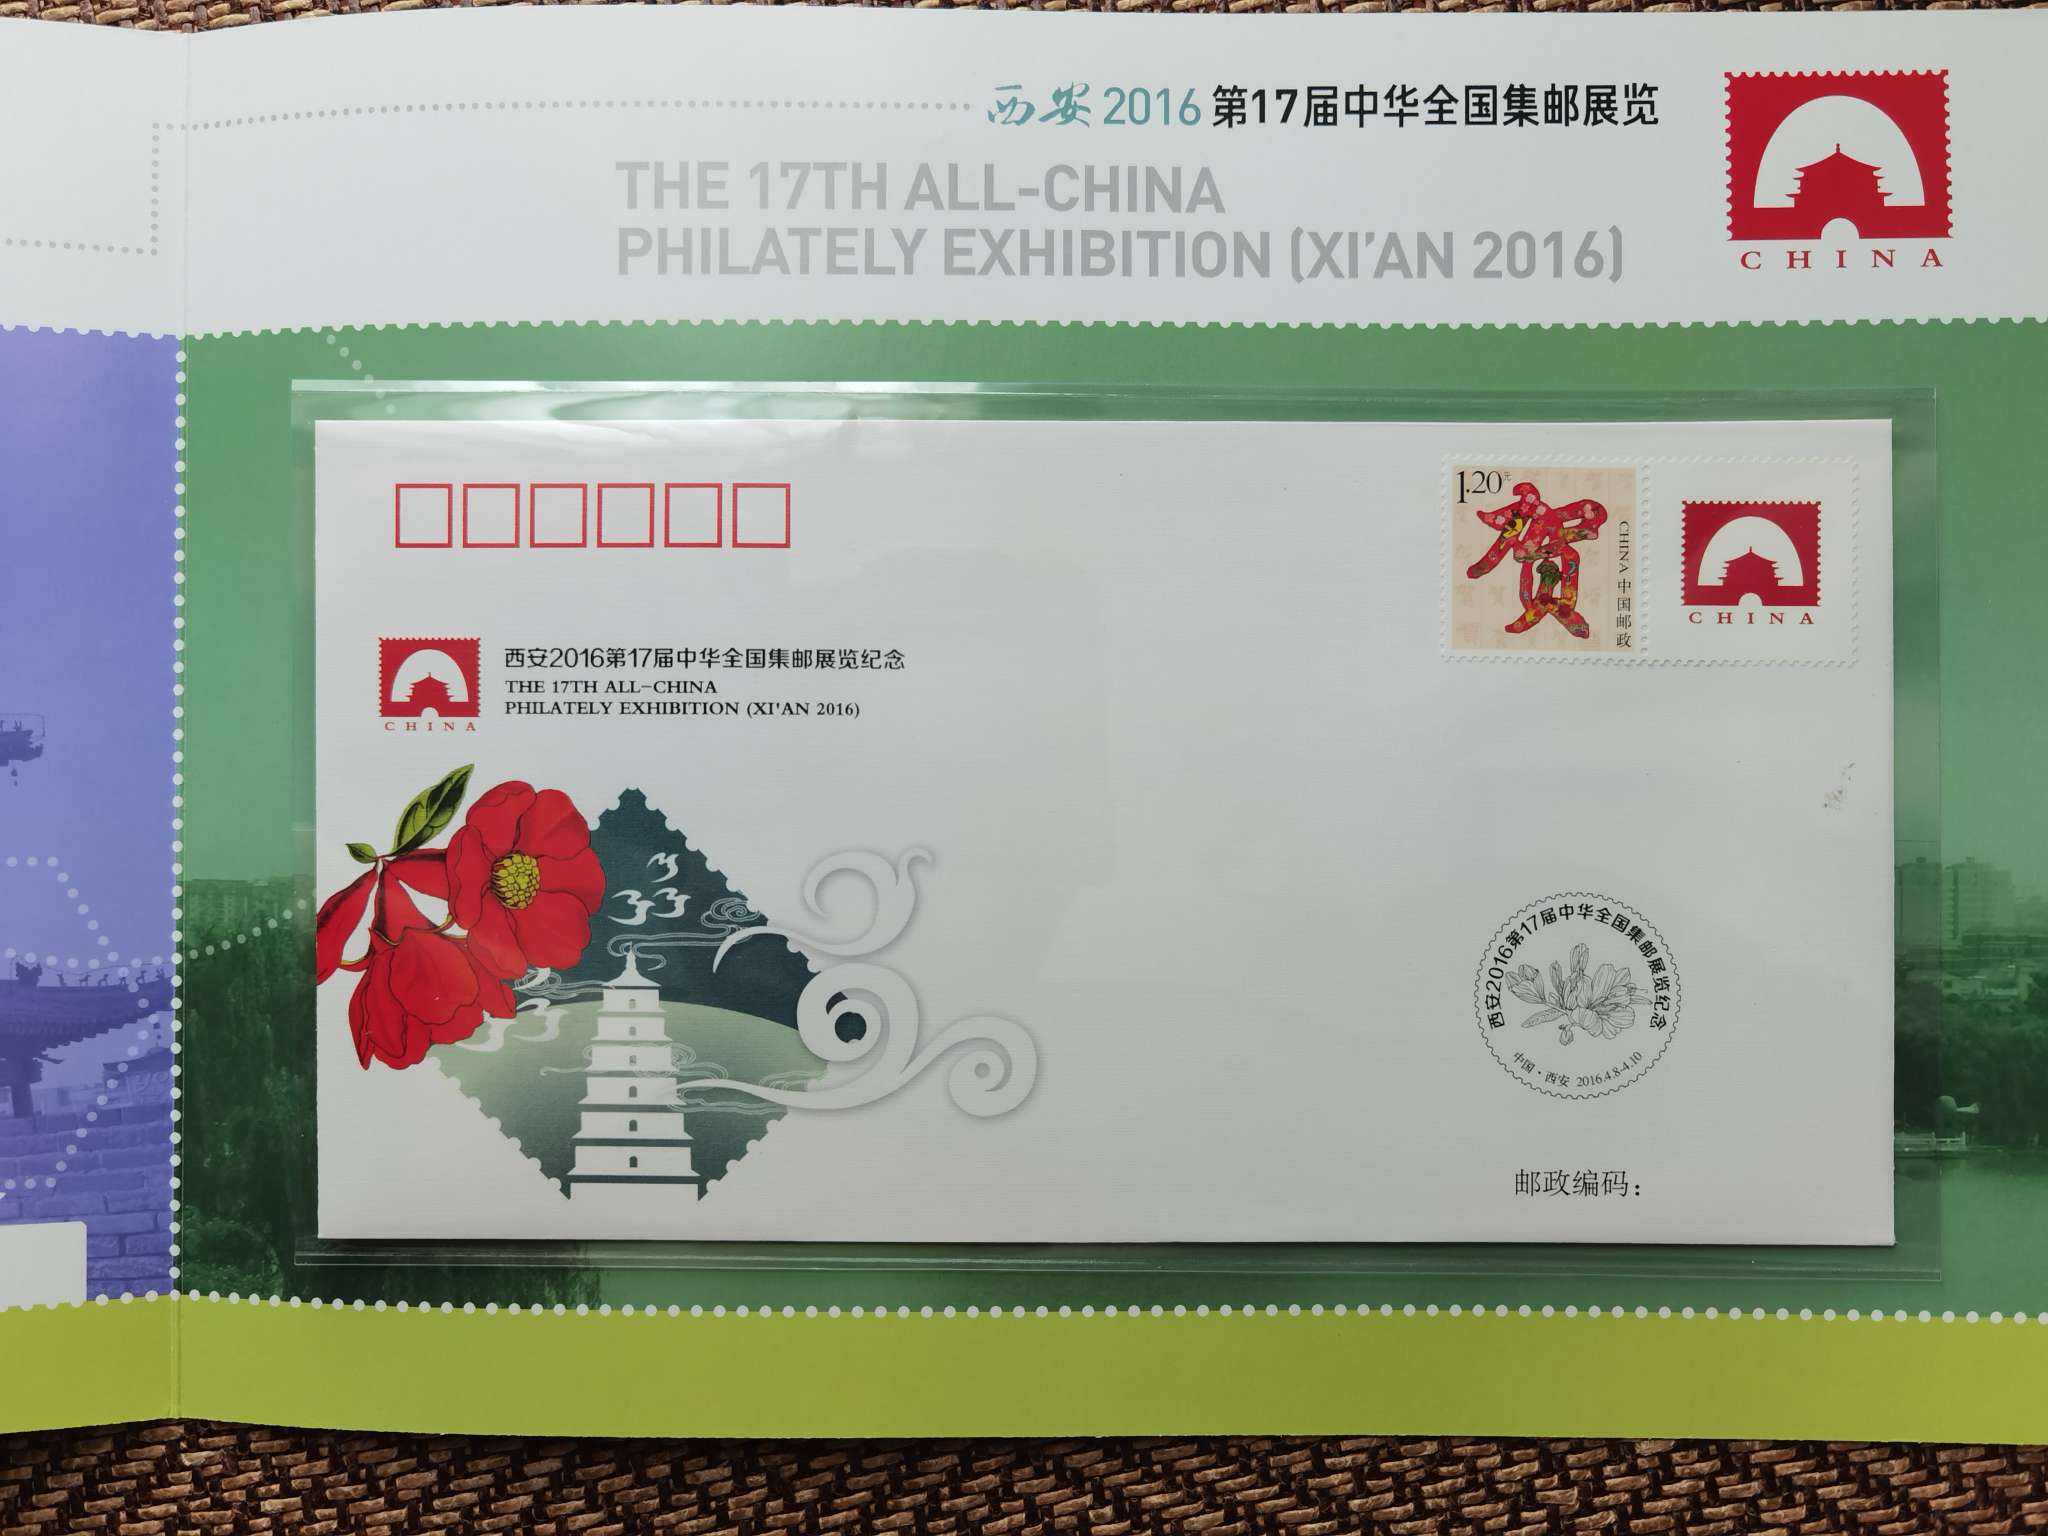 西安2016 第17届中华全国集邮展览
THE 17TH ALL-CHINA
PHILATELY EXHIBITION (XI'AN 2016)
CHINA
1.20元
CHINA 中国邮政
贺
CHINA
CHINA
西安2016第17届中华全国集邮展览纪念
THE 17TH ALL-CHINA
PHILATELY EXHIBITION (XI'AN 2016)
西安2016第17届中华全国集邮展览纪念
中国·西安 2016.4.8-4.10
邮政编码：